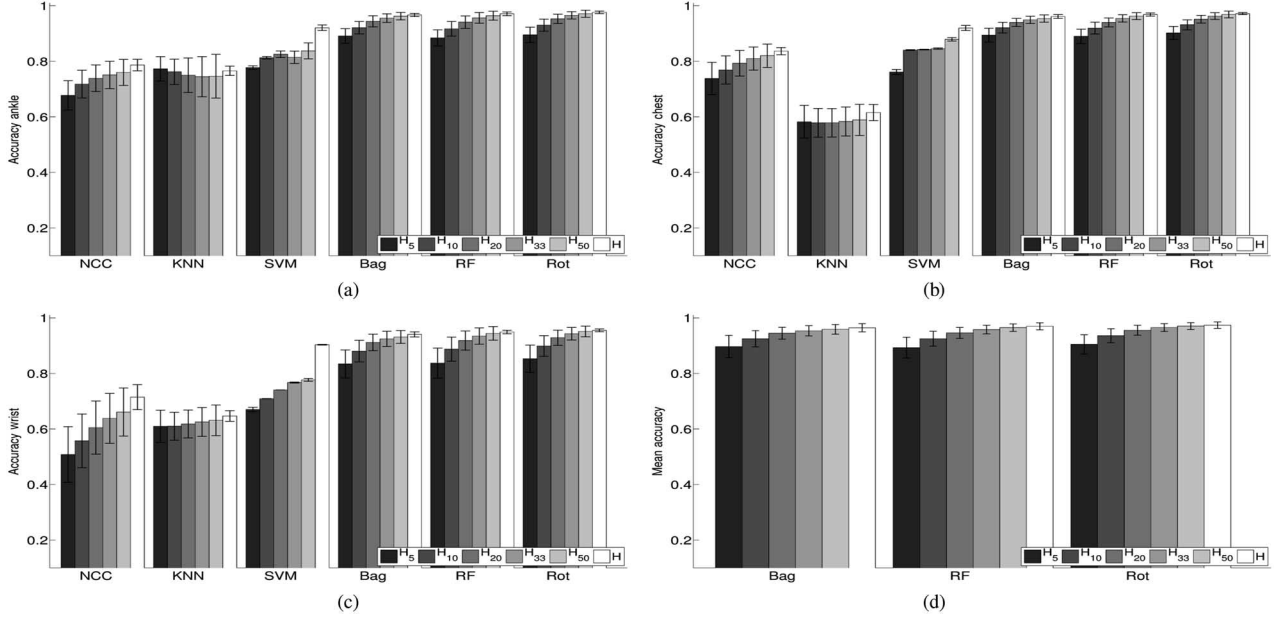 1
0.8
0.6
0.4
0.2
Accuracy ankle
H5 H10 H20 H33 H50 H
NCC KNN SVM Bag RF Rot
(a)
1
0.8
0.6
0.4
0.2
Accuracy chest
H5 H10 H20 H33 H50 H
NCC KNN SVM Bag RF Rot
(b)
1
0.8
0.6
0.4
0.2
Accuracy wrist
H5 H10 H20 H33 H50 H
NCC KNN SVM Bag RF Rot
(c)
1
0.8
0.6
0.4
0.2
Mean accuracy
H5 H10 H20 H33 H50 H
Bag RF Rot
(d)